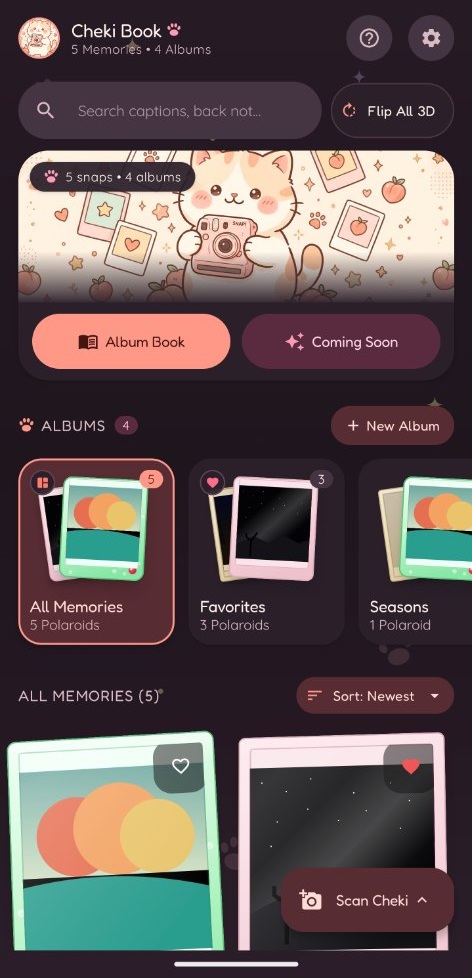 Cheki Book
5 Memories • 4 Albums
Search captions, back not...
Flip All 3D
5 snaps • 4 albums
SNAP!
Album Book
Coming Soon
ALBUMS 4
+ New Album
5
All Memories
5 Polaroids
3
Favorites
3 Polaroids
Seasons
1 Polaroid
ALL MEMORIES (5)
Sort: Newest
Scan Cheki